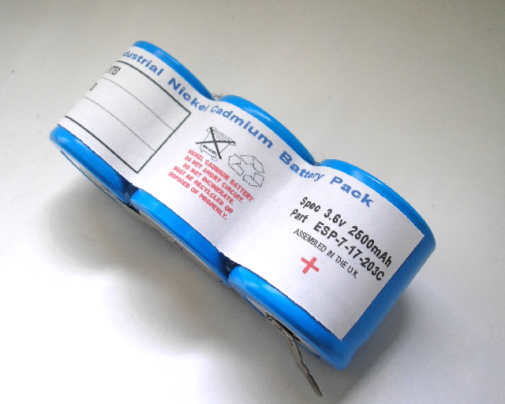 Industrial Nickel Cadmium Battery Pack
NICKEL CADMIUM BATTERY
DO NOT SHORT CIRCUIT.
DO NOT INCINERATE.
MUST BE RECYCLED OR
DISPOSED OF PROPERLY.
Spec 3.6v 2500mAh
Part ESP-7-17-203C
ASSEMBLED IN THE U.K.
+